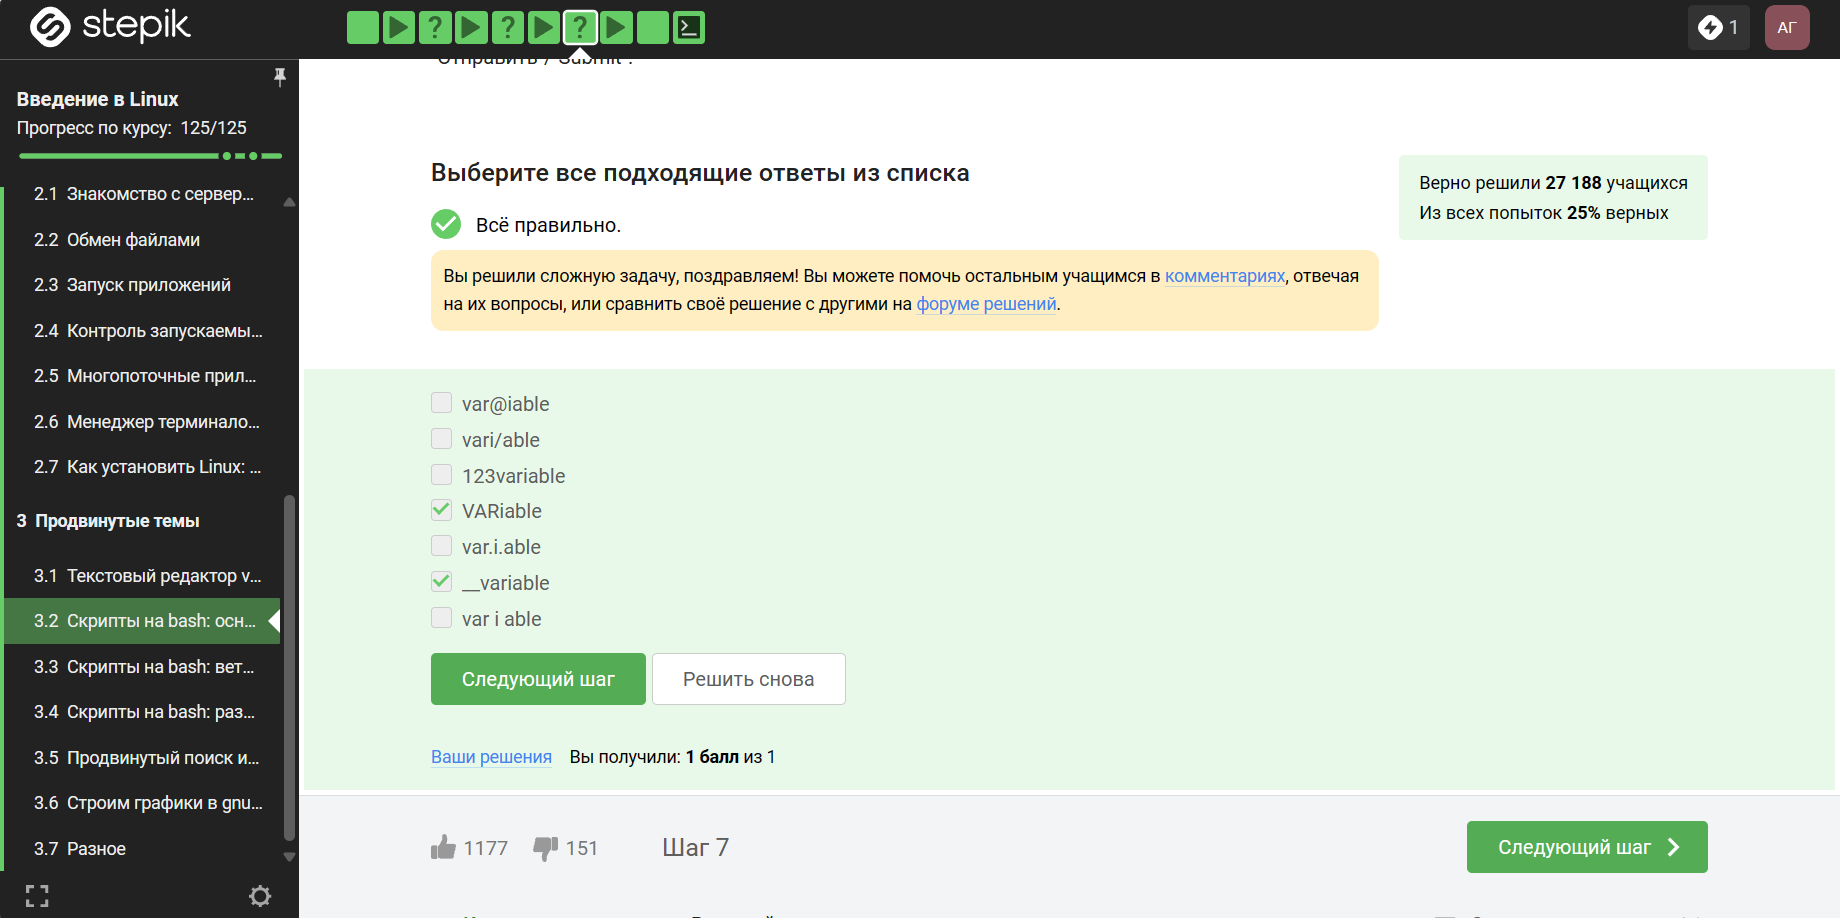 stepik
? ? ?
1
АГ
Введение в Linux
Прогресс по курсу: 125/125
2.1 Знакомство с сервер...
2.2 Обмен файлами
2.3 Запуск приложений
2.4 Контроль запускаемы...
2.5 Многопоточные прил...
2.6 Менеджер терминало...
2.7 Как установить Linux: ...
3 Продвинутые темы
3.1 Текстовый редактор v...
3.2 Скрипты на bash: осн...
3.3 Скрипты на bash: вет...
3.4 Скрипты на bash: раз...
3.5 Продвинутый поиск и...
3.6 Строим графики в gnu...
3.7 Разное
"Отправить / Submit".
Выберите все подходящие ответы из списка
Всё правильно.
Вы решили сложную задачу, поздравляем! Вы можете помочь остальным учащимся в комментариях, отвечая
на их вопросы, или сравнить своё решение с другими на форуме решений.
Верно решили 27 188 учащихся
Из всех попыток 25% верных
var@iable
vari/able
123variable
VARiable
var.i.able
__variable
var i able
Следующий шаг
Решить снова
Ваши решения Вы получили: 1 балл из 1
1177
151
Шаг 7
Следующий шаг